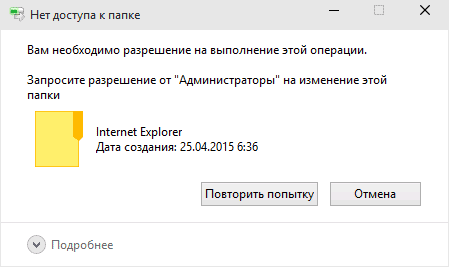 Нет доступа к папке
Вам необходимо разрешение на выполнение этой операции.
Запросите разрешение от "Администраторы" на изменение этой
папки
Internet Explorer
Дата создания: 25.04.2015 6:36
Повторить попытку
Отмена
Подробнее